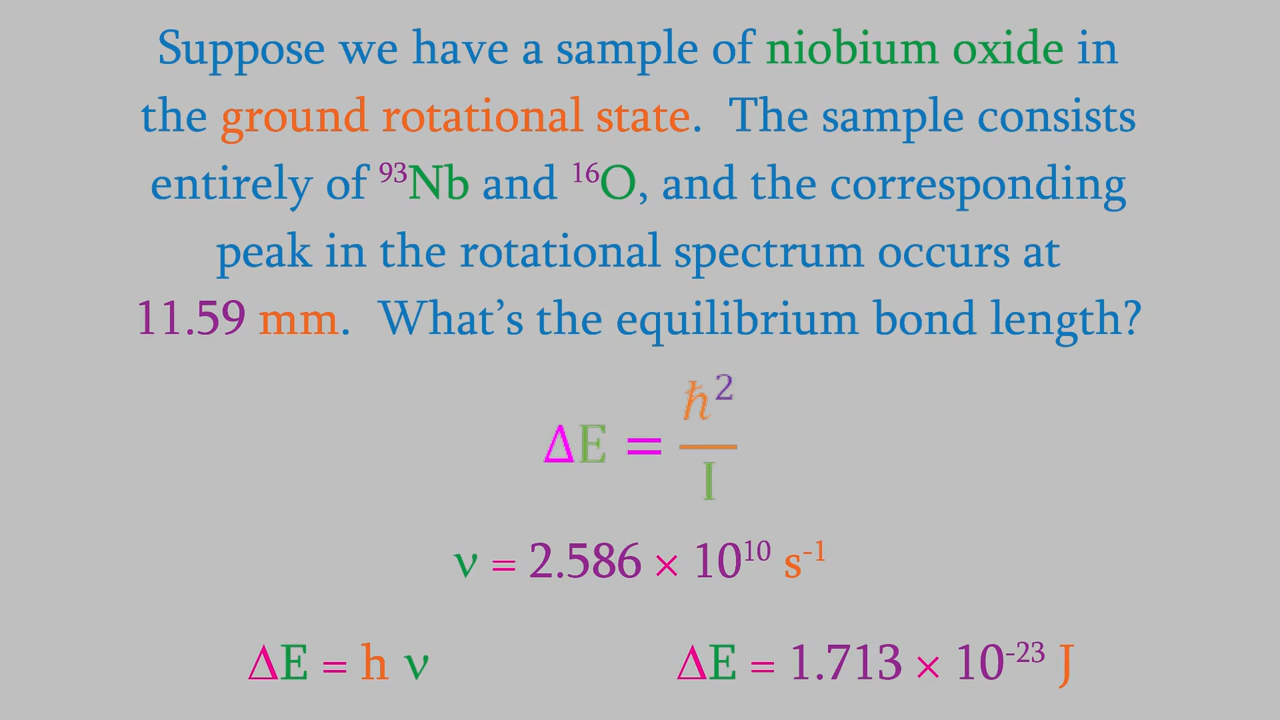 Suppose we have a sample of niobium oxide in
the ground rotational state. The sample consists
entirely of ⁹³Nb and ¹⁶O, and the corresponding
peak in the rotational spectrum occurs at
11.59 mm. What's the equilibrium bond length?
ΔE = ħ² / I
ν = 2.586 × 10¹⁰ s⁻¹
ΔE = h ν ΔE = 1.713 × 10⁻²³ J